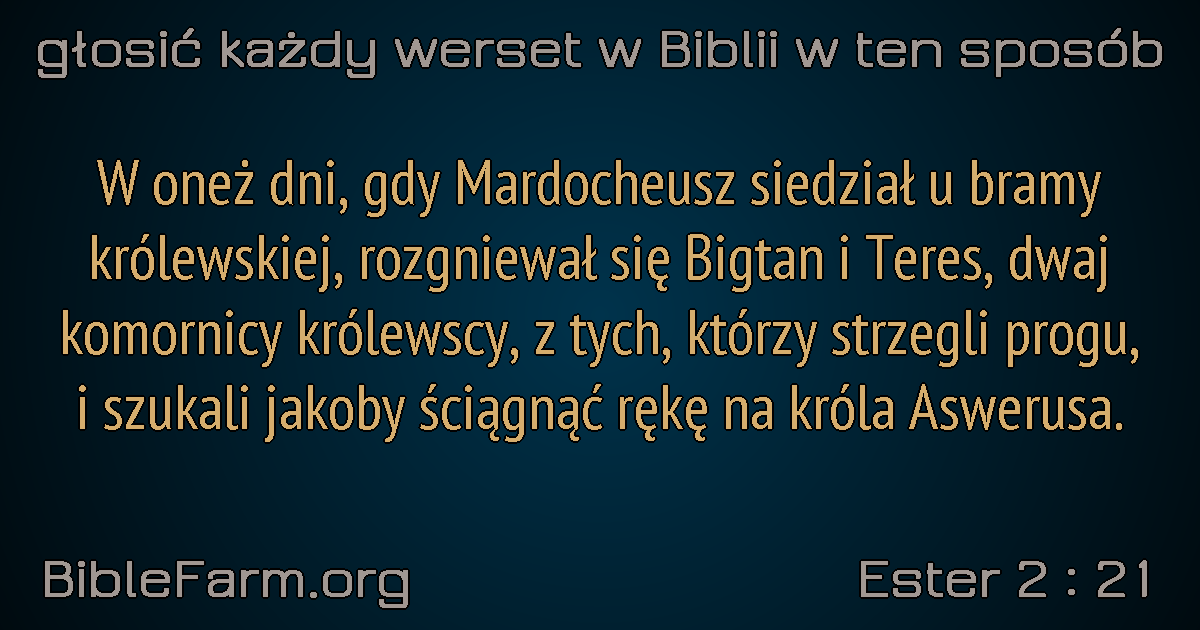 głosić każdy werset w Biblii w ten sposób
W oneż dni, gdy Mardocheusz siedział u bramy
królewskiej, rozgniewał się Bigtan i Teres, dwaj
komornicy królewscy, z tych, którzy strzegli progu,
i szukali jakoby ściągnąć rękę na króla Aswerusa.
BibleFarm.org
Ester 2 : 21